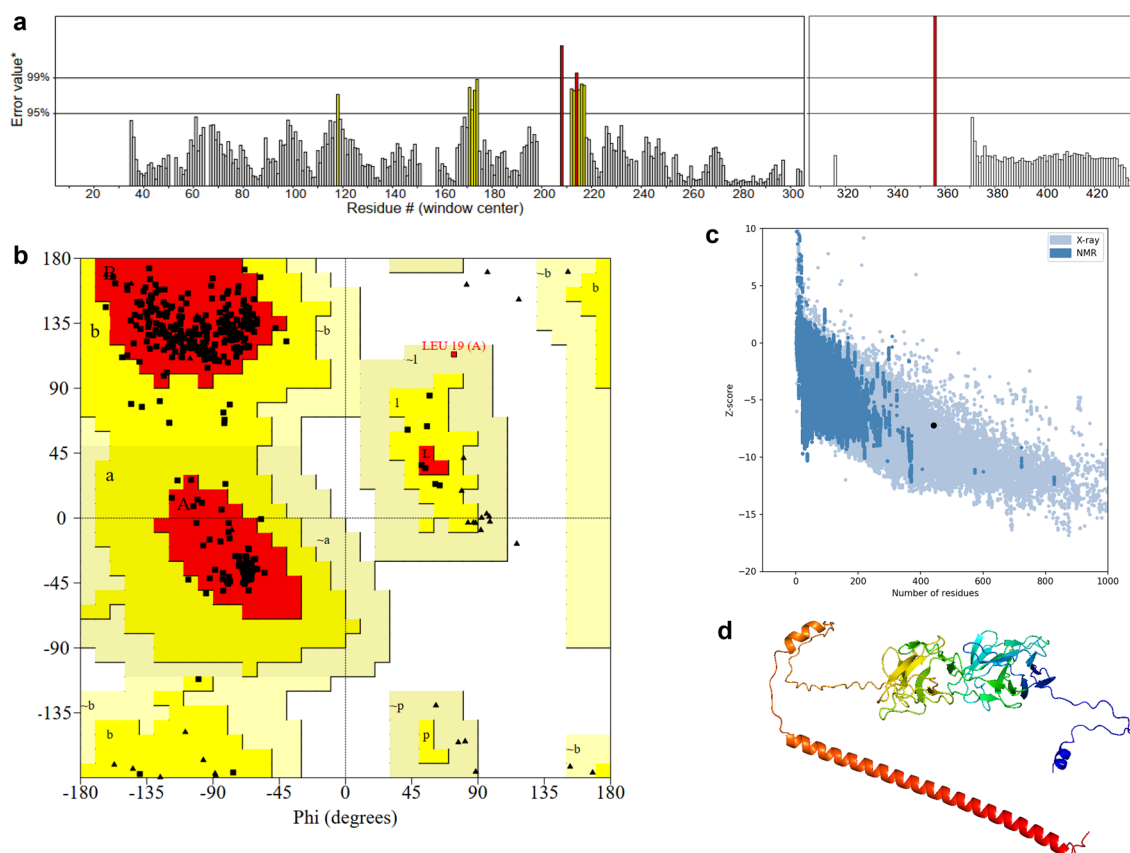 a
Error value*
99%
95%
20 40 60 80 100 120 140 160 180 200 220 240 260 280 300 320 340 360 380 400 420
Residue # (window center)
b
180
135
90
45
0
-45
-90
-135
-180
-180 -135 -90 -45 0 45 90 135 180
Phi (degrees)
B
b
~b
~b
b
LEU 19 (A)
~l
l
L
a
A
~a
~b
b
~p
p
~b
c
10
5
0
−5
−10
−15
−20
Z-score
X-ray
NMR
0 200 400 600 800 1000
Number of residues
d